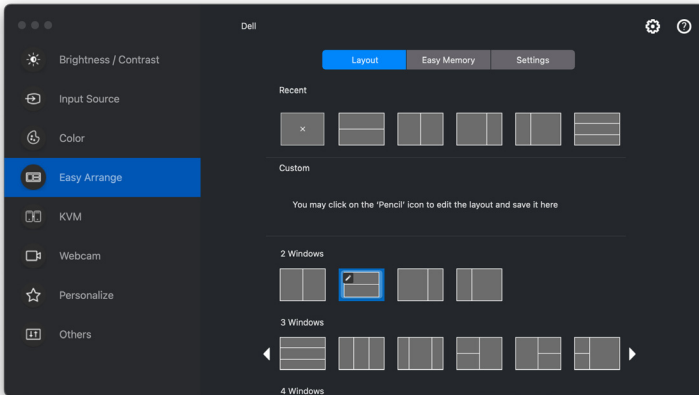 Dell
Brightness / Contrast
Input Source
Color
Easy Arrange
KVM
Webcam
Personalize
Others
Layout
Easy Memory
Settings
Recent
Custom
You may click on the 'Pencil' icon to edit the layout and save it here
2 Windows
3 Windows
4 Windows